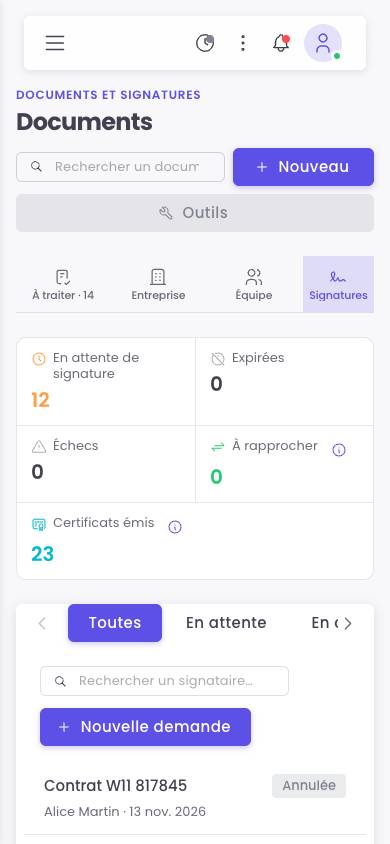 DOCUMENTS ET SIGNATURES
Documents
Rechercher un docum
Nouveau
Outils
À traiter · 14
Entreprise
Équipe
Signatures
En attente de
signature
12
Expirées
0
Échecs
0
À rapprocher
0
Certificats émis
23
Toutes
En attente
En
Rechercher un signataire...
Nouvelle demande
Contrat W11 817845
Annulée
Alice Martin · 13 nov. 2026